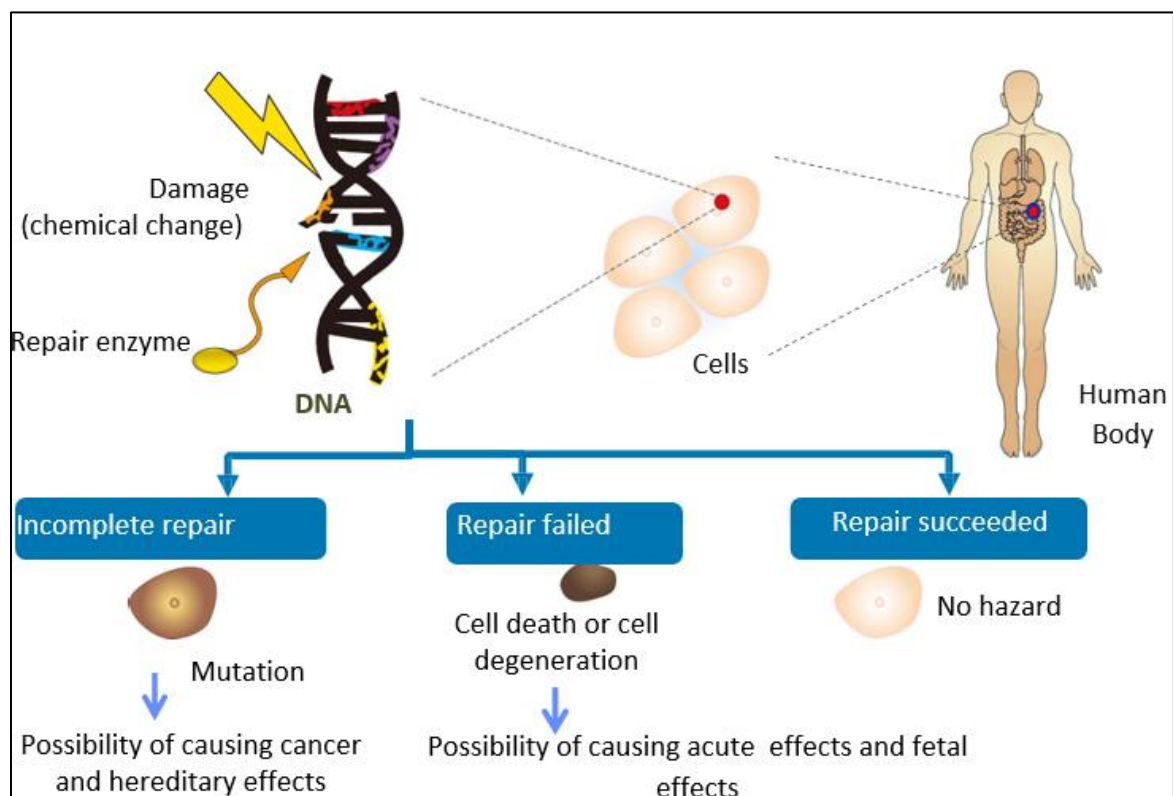 Damage
(chemical change)
Repair enzyme
DNA
Cells
Human
Body
Incomplete repair
Repair failed
Repair succeeded
Mutation
Cell death or cell
degeneration
No hazard
Possibility of causing cancer
and hereditary effects
Possibility of causing acute effects and fetal
effects